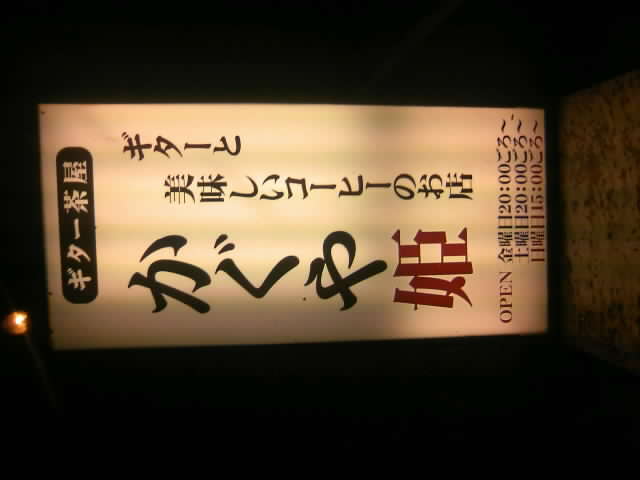 ギター茶屋
ギターと
美味しいコーヒーのお店
かぐや姫
OPEN 金曜日20:00ごろ〜
土曜日20:00ごろ〜
日曜日15:00ごろ〜